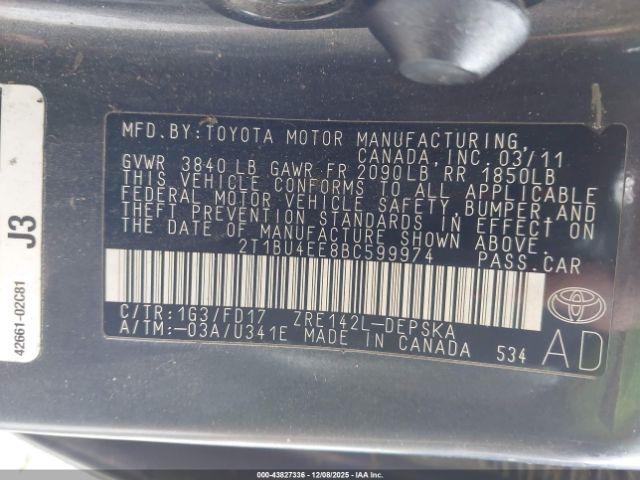 MFD.BY:TOYOTA MOTOR MANUFACTURING,
CANADA, INC. 03/11
GVWR 3840 LB GAWR FR 2090LB RR 1850LB
THIS VEHICLE CONFORMS TO ALL APPLICABLE
FEDERAL MOTOR VEHICLE SAFETY, BUMPER, AND
THEFT PREVENTION STANDARDS IN EFFECT ON
THE DATE OF MANUFACTURE SHOWN ABOVE.
2T1BU4EE8BC599974 PASS.CAR
C/TR:1G3/FD17 ZRE142L-DEPSKA
A/TM:-03A/U341E MADE IN CANADA 534
AD
J3
42661-02C81
000-43827336 - 12/08/2025 - IAAI.CA